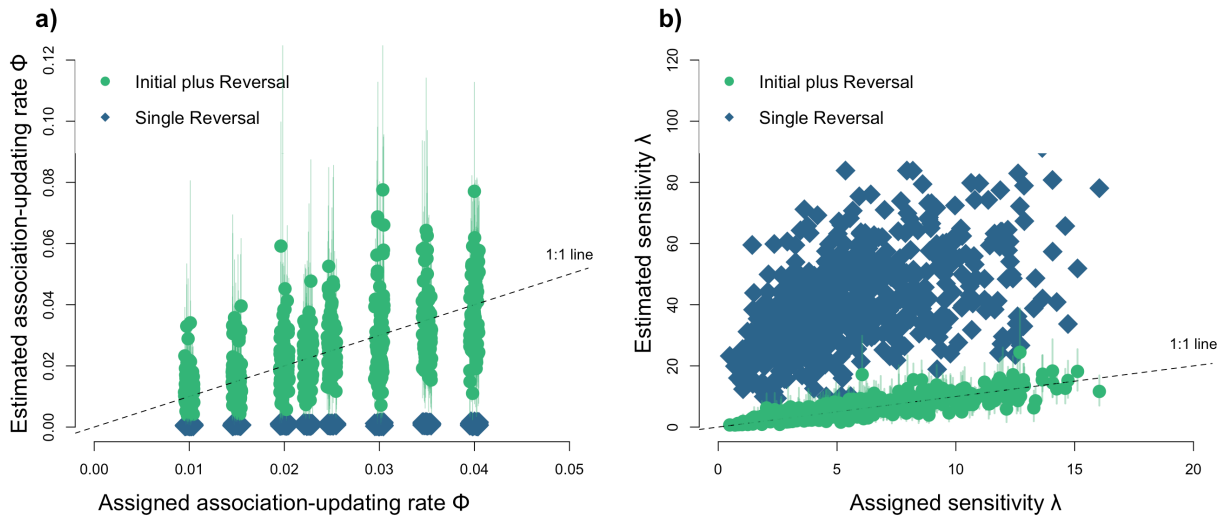 a)
Estimated association-updating rate Φ
0.00 0.02 0.04 0.06 0.08 0.10 0.12
Initial plus Reversal
Single Reversal
1:1 line
0.00 0.01 0.02 0.03 0.04 0.05
Assigned association-updating rate Φ
b)
Estimated sensitivity λ
0 20 40 60 80 100 120
Initial plus Reversal
Single Reversal
1:1 line
0 5 10 15 20
Assigned sensitivity λ